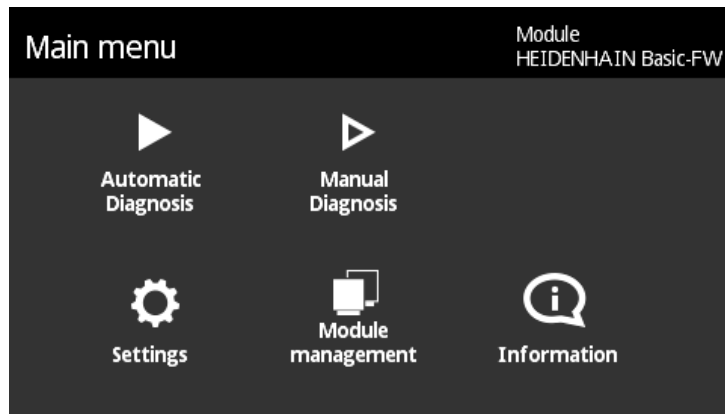 Main menu
Module
HEIDENHAIN Basic-FW
Automatic
Diagnosis
Manual
Diagnosis
Settings
Module
management
Information